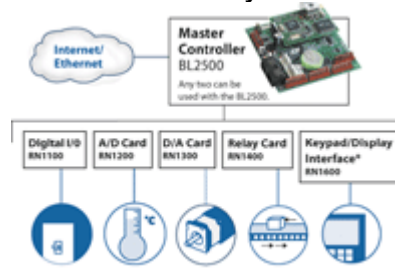 Internet/
Ethernet
Master
Controller
BL2500
Any two can be
used with the BL2500.
Digital I/O
RN1100
A/D Card
RN1200
D/A Card
RN1300
Relay Card
RN1400
Keypad/Display
Interface*
RN1600
°C